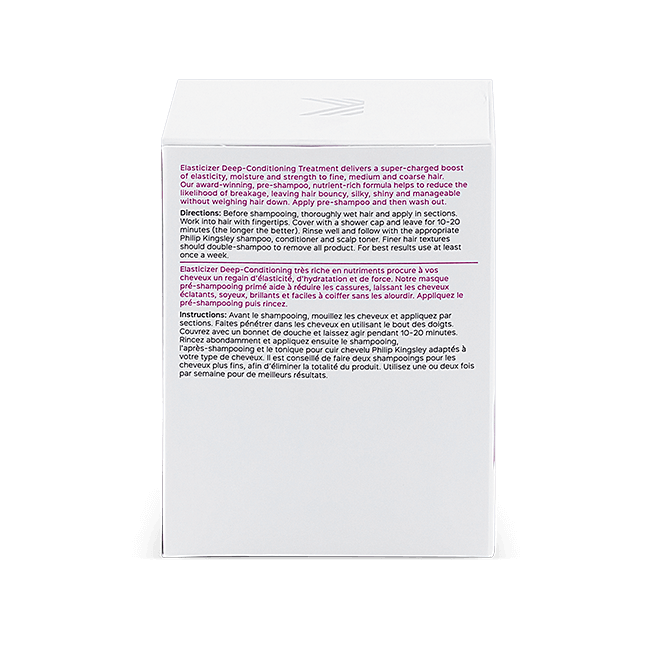 Elasticizer Deep-Conditioning Treatment delivers a super-charged boost
of elasticity, moisture and strength to fine, medium and coarse hair.
Our award-winning, pre-shampoo, nutrient-rich formula helps to reduce the
likelihood of breakage, leaving hair bouncy, silky, shiny and manageable
without weighing hair down. Apply pre-shampoo and then wash out.
Directions: Before shampooing, thoroughly wet hair and apply in sections.
Work into hair with fingertips. Cover with a shower cap and leave for 10-20
minutes (the longer the better). Rinse well and follow with the appropriate
Philip Kingsley shampoo, conditioner and scalp toner. Finer hair textures
should double-shampoo to remove all product. For best results use at least
once a week.
Elasticizer Deep-Conditioning très riche en nutriments procure à vos
cheveux un regain d'élasticité, d'hydratation et de force. Notre masque
pré-shampooing primé aide à réduire les cassures, laissant les cheveux
éclatants, soyeux, brillants et faciles à coiffer sans les alourdir. Appliquez le
pré-shampooing puis rincez.
Instructions: Avant le shampooing, mouillez les cheveux et appliquez par
sections. Faites pénétrer dans les cheveux en utilisant le bout des doigts.
Couvrez avec un bonnet de douche et laissez agir pendant 10-20 minutes.
Rincez abondamment et appliquez ensuite le shampooing,
l'après-shampooing et le tonique pour cuir chevelu Philip Kingsley adaptés à
votre type de cheveux. Il est conseillé de faire deux shampooings pour les
cheveux plus fins, afin d'éliminer la totalité du produit. Utilisez une ou deux fois
par semaine pour de meilleurs résultats.